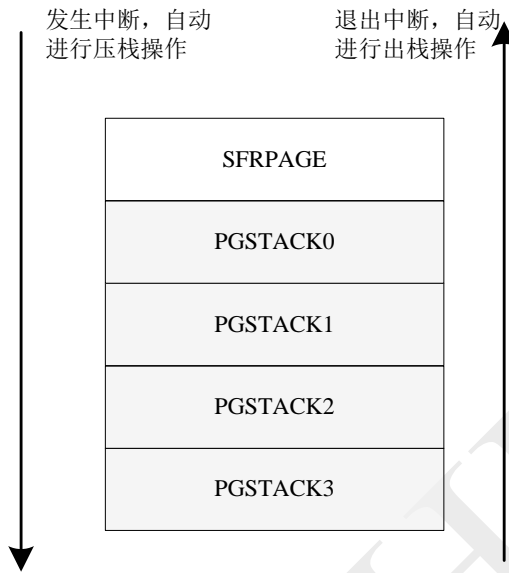 发生中断，自动
进行压栈操作
退出中断，自动
进行出栈操作
SFRPAGE
PGSTACK0
PGSTACK1
PGSTACK2
PGSTACK3